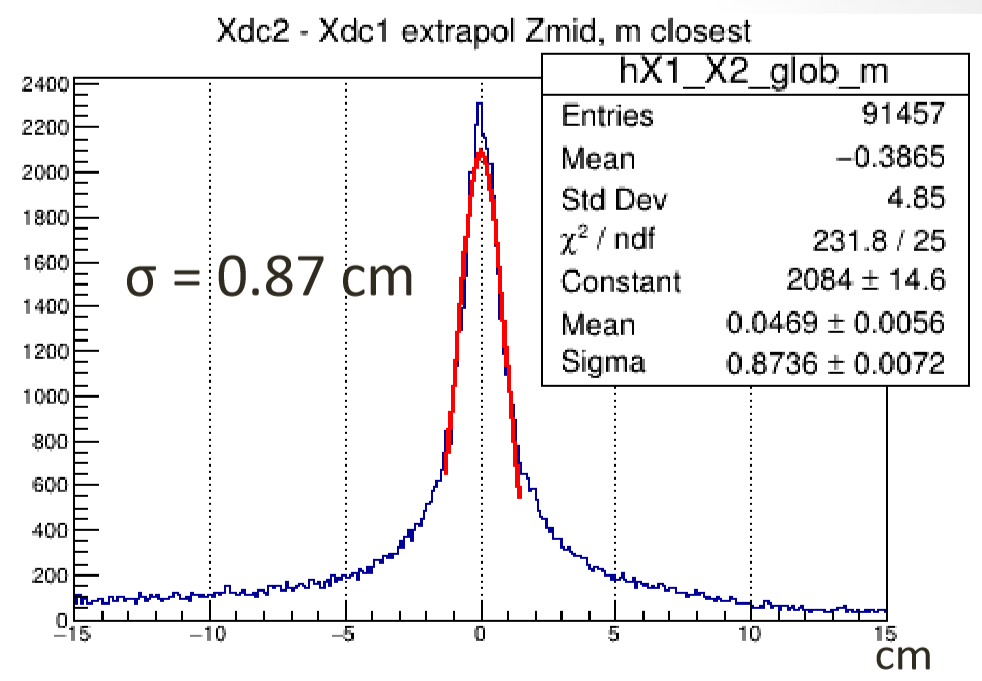 Xdc2 - Xdc1 extrapol Zmid, m closest
hX1_X2_glob_m
Entries 91457
Mean −0.3865
Std Dev 4.85
χ² / ndf 231.8 / 25
Constant 2084 ± 14.6
Mean 0.0469 ± 0.0056
Sigma 0.8736 ± 0.0072
σ = 0.87 cm
2400
2200
2000
1800
1600
1400
1200
1000
800
600
400
200
0
−15 −10 −5 0 5 10 15
cm